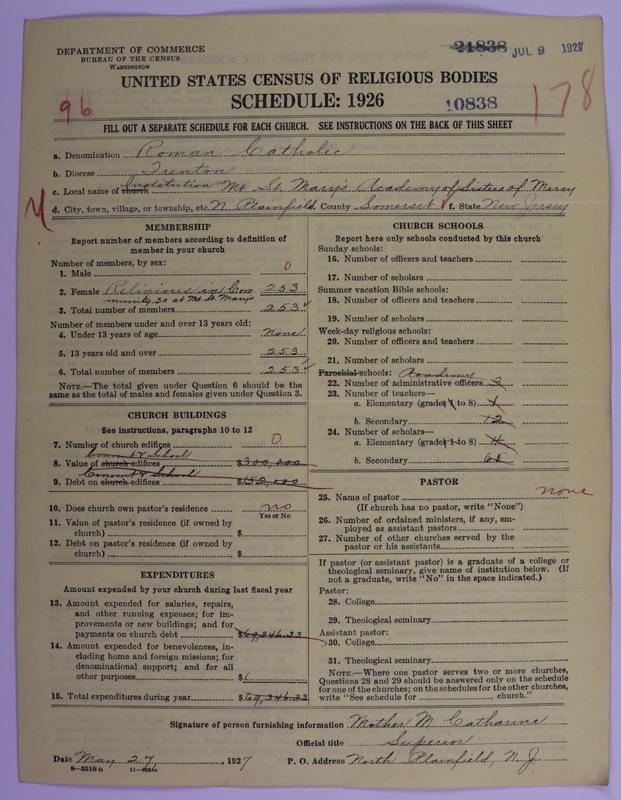 DEPARTMENT OF COMMERCE
BUREAU OF THE CENSUS
WASHINGTON
21838 JUL 9 1927
UNITED STATES CENSUS OF RELIGIOUS BODIES
SCHEDULE: 1926
96
10838
178
FILL OUT A SEPARATE SCHEDULE FOR EACH CHURCH. SEE INSTRUCTIONS ON THE BACK OF THIS SHEET
a. Denomination Roman Catholic
b. Diocese Trenton
c. Local name of church Institution Mt. St. Mary's Academy of Sisters of Mercy
d. City, town, village, or township, etc. N. Plainfield. County Somerset f. State New Jersey
MEMBERSHIP
Report number of members according to definition of member in your church
Number of members, by sex:
1. Male 0
2. Female Religious in Com- 253
munity, 30 at Mt. St. Mary's
3. Total number of members 253
Number of members under and over 13 years old:
4. Under 13 years of age none
5. 13 years old and over 253
6. Total number of members 253
NOTE.—The total given under Question 6 should be the same as the total of males and females given under Question 3.
CHURCH BUILDINGS
See instructions, paragraphs 10 to 12
7. Number of church edifices 0
Convent & School
8. Value of church edifices $300,000
Convent & School
9. Debt on church edifices $152,000
10. Does church own pastor's residence no
Yes or No
11. Value of pastor's residence (if owned by church) $
12. Debt on pastor's residence (if owned by church) $
EXPENDITURES
Amount expended by your church during last fiscal year
13. Amount expended for salaries, repairs, and other running expenses; for improvements or new buildings; and for payments on church debt $69,346.33
14. Amount expended for benevolences, including home and foreign missions; for denominational support; and for all other purposes $
15. Total expenditures during year $69,346.33
CHURCH SCHOOLS
Report here only schools conducted by this church
Sunday schools:
16. Number of officers and teachers
17. Number of scholars
Summer vacation Bible schools:
18. Number of officers and teachers
19. Number of scholars
Week-day religious schools:
20. Number of officers and teachers
21. Number of scholars
Parochial schools: Academy
22. Number of administrative officers 3
23. Number of teachers—
a. Elementary (grades 1 to 8) 1
b. Secondary 12
24. Number of scholars—
a. Elementary (grades 1 to 8) 4
b. Secondary
PASTOR
25. Name of pastor none
(If church has no pastor, write "None")
26. Number of ordained ministers, if any, employed as assistant pastors
27. Number of other churches served by the pastor or his assistants
If pastor (or assistant pastor) is a graduate of a college or theological seminary, give name of institution below. (If not a graduate, write "No" in the space indicated.)
Pastor:
28. College
29. Theological seminary
Assistant pastor:
30. College
31. Theological seminary
NOTE.—Where one pastor serves two or more churches, Questions 28 and 29 should be answered only on the schedule for one of the churches; on the schedules for the other churches, write "See schedule for church."
Signature of person furnishing information Mother M. Catharine
Official title Superior
Date May 27, 1927 P. O. Address North Plainfield, N. J.
8-5518a